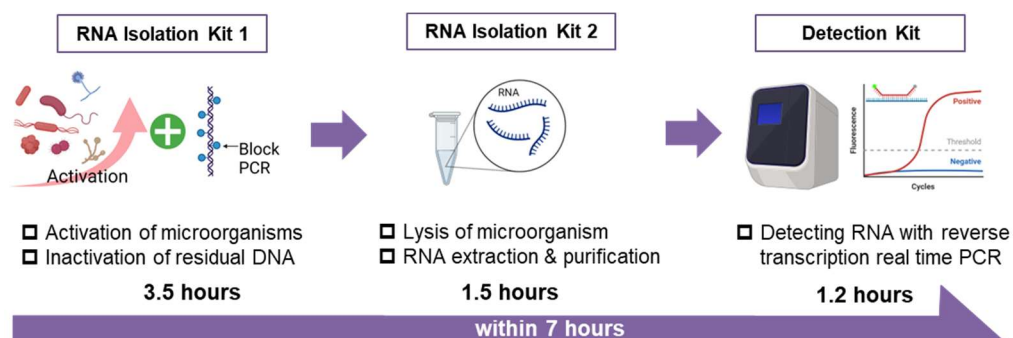 RNA Isolation Kit 1
RNA Isolation Kit 2
Detection Kit
Activation
Block
PCR
RNA
Fluorescence
Positive
Threshold
Negative
Cycles
Activation of microorganisms
Inactivation of residual DNA
3.5 hours
Lysis of microorganism
RNA extraction & purification
1.5 hours
Detecting RNA with reverse
transcription real time PCR
1.2 hours
within 7 hours